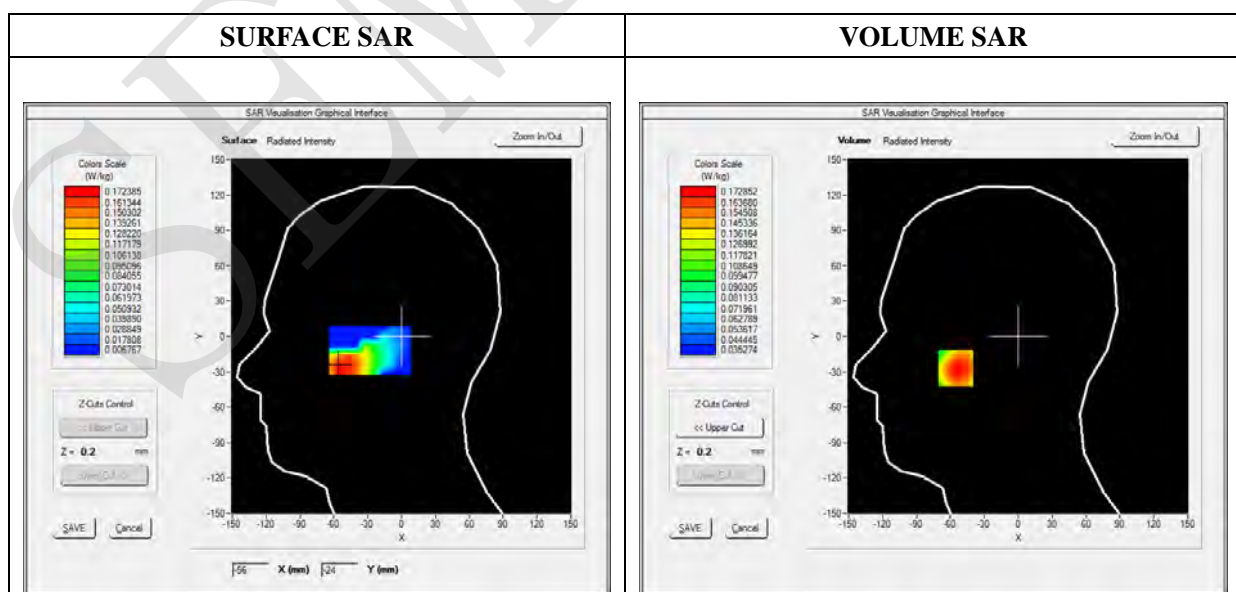 SURFACE SAR
VOLUME SAR
SAR Visualisation Graphical Interface
Surface Radiated Intensity
Zoom In/Out
Colors Scale
(W/kg)
0.172385
0.161344
0.150302
0.139261
0.128220
0.117179
0.106138
0.095096
0.084055
0.073014
0.061973
0.050932
0.039890
0.028849
0.017808
0.006767
150
120
90
60
30
0
-30
-60
-90
-120
-150
Y
-150 -120 -90 -60 -30 0 30 60 90 120 150
X
Z-Cuts Control
<< Upper Cut
Z = 0.2 mm
SAVE Cancel
-56 X (mm) -24 Y (mm)
SAR Visualisation Graphical Interface
Volume Radiated Intensity
Zoom In/Out
Colors Scale
(W/kg)
0.172852
0.163680
0.154508
0.145336
0.136164
0.126992
0.117821
0.108649
0.099477
0.090305
0.081133
0.071961
0.062789
0.053617
0.044445
0.035274
150
120
90
60
30
0
-30
-60
-90
-120
-150
Y
-150 -120 -90 -60 -30 0 30 60 90 120 150
X
Z-Cuts Control
<< Upper Cut
Z = 0.2 mm
SAVE Cancel